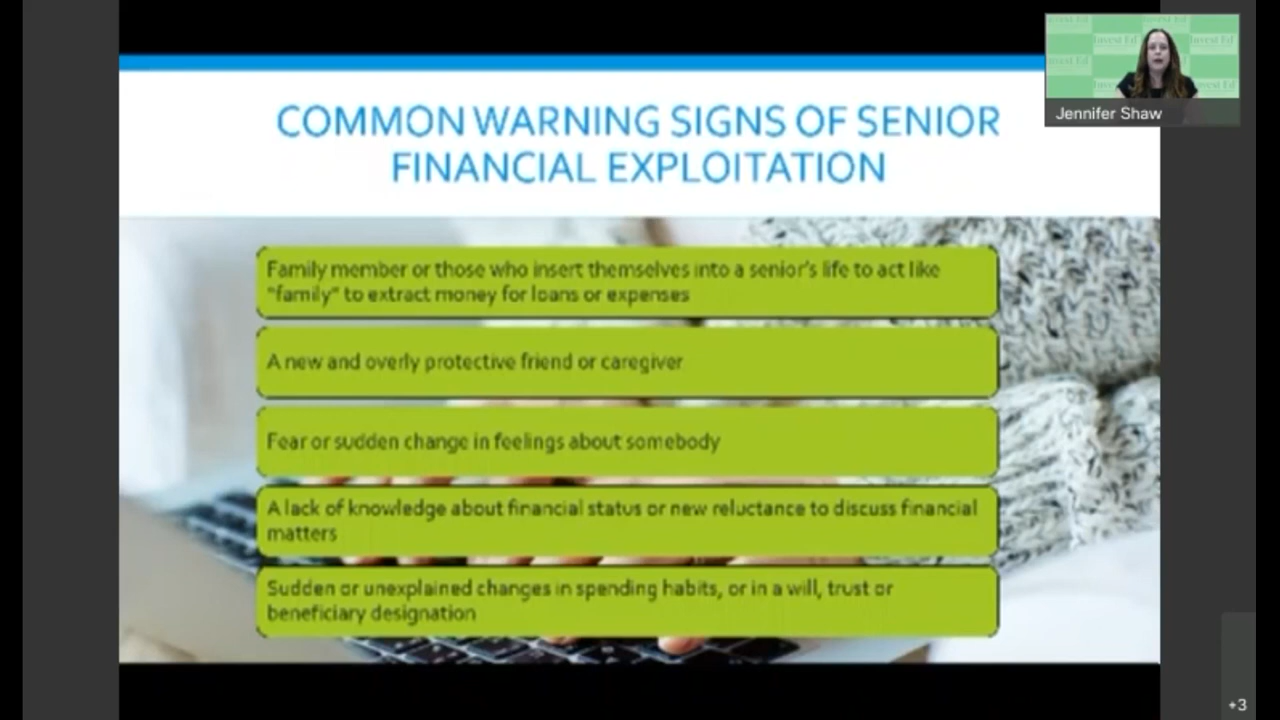 COMMON WARNING SIGNS OF SENIOR
FINANCIAL EXPLOITATION
Jennifer Shaw
Family member or those who insert themselves into a senior's life to act like
"family" to extract money for loans or expenses
A new and overly protective friend or caregiver
Fear or sudden change in feelings about somebody
A lack of knowledge about financial status or new reluctance to discuss financial
matters
Sudden or unexplained changes in spending habits, or in a will, trust or
beneficiary designation
+3